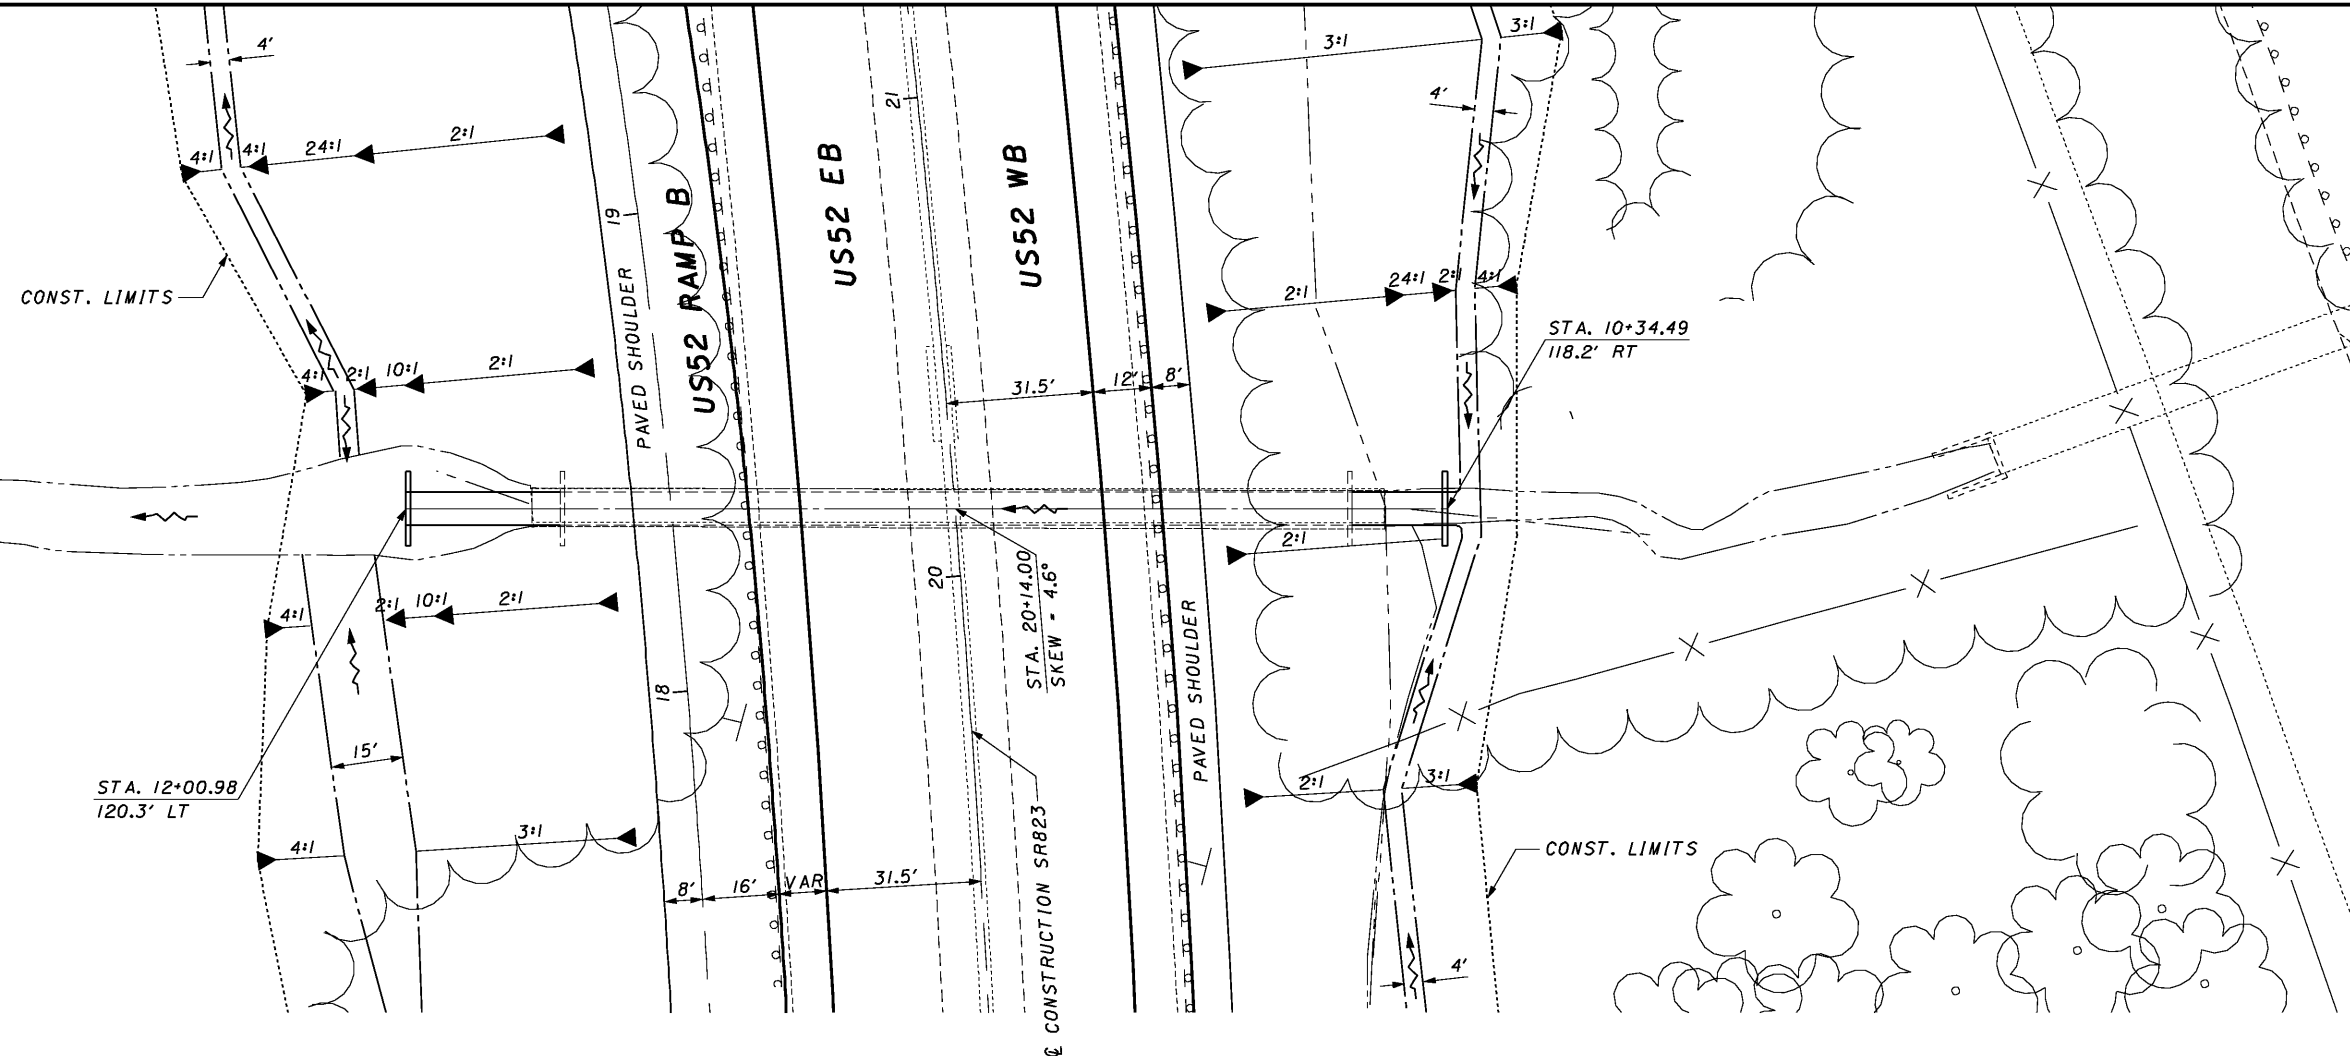 4'
3:1
3:1
21
4'
4:1
4:1
24:1
2:1
US52 EB
US52 WB
19
US52 RAMP B
PAVED SHOULDER
CONST. LIMITS
2:1
24:1
2:1
4:1
STA. 10+34.49
118.2' RT
4:1
2:1
10:1
2:1
31.5'
12'
8'
2:1
20
STA. 20+14.00
SKEW = 4.6°
4:1
2:1
10:1
2:1
18
PAVED SHOULDER
15'
STA. 12+00.98
120.3' LT
2:1
3:1
4:1
3:1
CONST. LIMITS
8'
16'
VAR
31.5'
℄ CONSTRUCTION SR823
4'